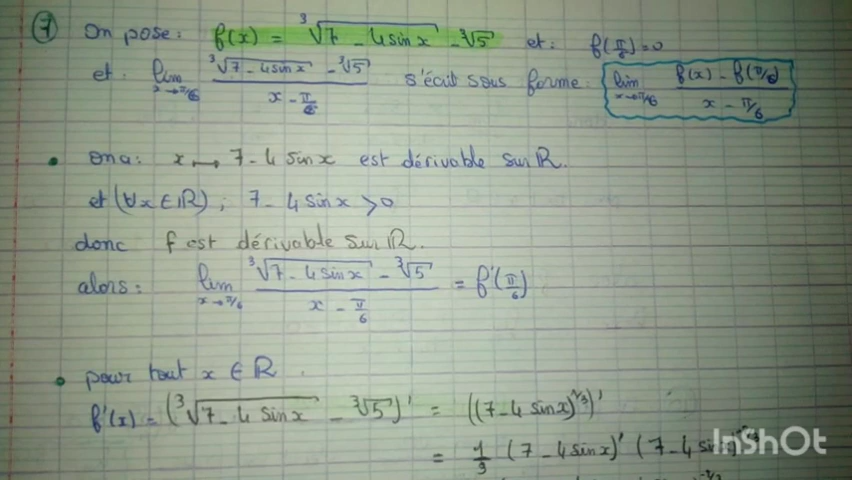 ⑦ On pose : f(x) = ∛(7 - 4sin x) - ∛5 et : f(π/6) = 0
et : lim x→π/6 (∛(7 - 4sin x) - ∛5) / (x - π/6) s'écrit sous forme : lim x→π/6 (f(x) - f(π/6)) / (x - π/6)
• on a : x ↦ 7 - 4 sin x est dérivable sur ℝ.
et (∀x ∈ ℝ) ; 7 - 4 sin x > 0
donc f est dérivable sur ℝ.
alors : lim x→π/6 (∛(7 - 4 sin x) - ∛5) / (x - π/6) = f'(π/6)
• pour tout x ∈ ℝ.
f'(x) = (∛(7 - 4 sin x) - ∛5)' = ((7 - 4 sin x)^1/3)'
= 1/3 (7 - 4 sin x)' (7 - 4 sin
InShOt